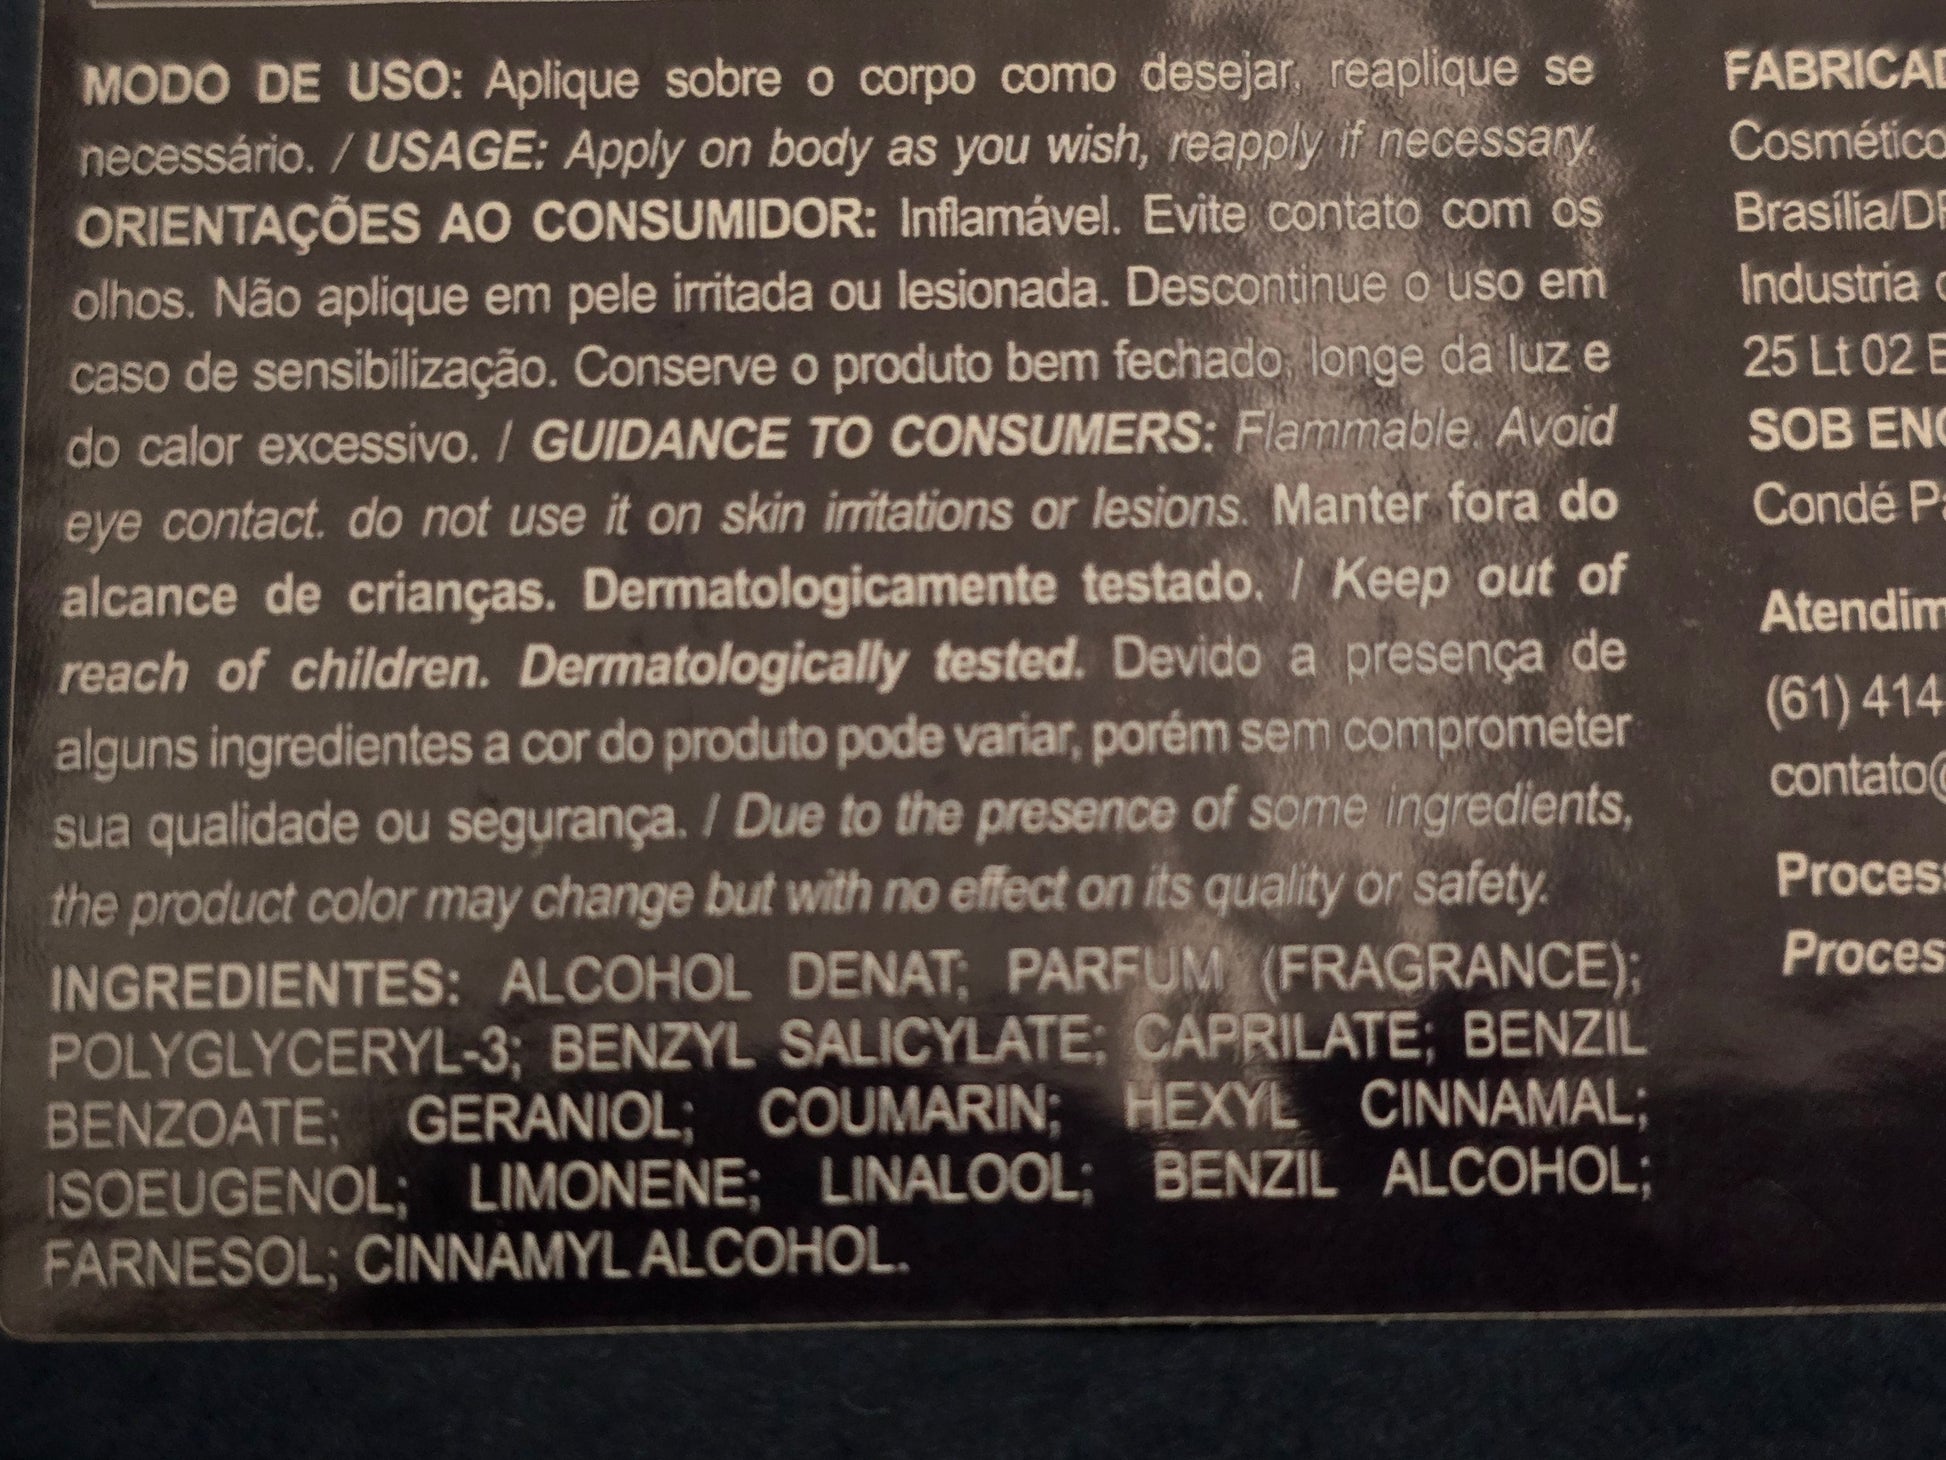 MODO DE USO: Aplique sobre o corpo como desejar, reaplique se
necessário. / USAGE: Apply on body as you wish, reapply if necessary.
ORIENTAÇÕES AO CONSUMIDOR: Inflamável. Evite contato com os
olhos. Não aplique em pele irritada ou lesionada. Descontinue o uso em
caso de sensibilização. Conserve o produto bem fechado, longe da luz e
do calor excessivo. / GUIDANCE TO CONSUMERS: Flammable. Avoid
eye contact. do not use it on skin irritations or lesions. Manter fora do
alcance de crianças. Dermatologicamente testado. / Keep out of
reach of children. Dermatologically tested. Devido a presença de
alguns ingredientes a cor do produto pode variar, porém sem comprometer
sua qualidade ou segurança. / Due to the presence of some ingredients,
the product color may change but with no effect on its quality or safety.
INGREDIENTES: ALCOHOL DENAT; PARFUM (FRAGRANCE);
POLYGLYCERYL-3; BENZYL SALICYLATE; CAPRILATE; BENZIL
BENZOATE; GERANIOL; COUMARIN; HEXYL CINNAMAL;
ISOEUGENOL; LIMONENE; LINALOOL; BENZIL ALCOHOL;
FARNESOL; CINNAMYL ALCOHOL.
FABRICAD
Cosmético
Brasília/DF
Industria
25 Lt 02
SOB ENG
Condé Pa
Atendim
(61) 414
contato@
Process
Proces